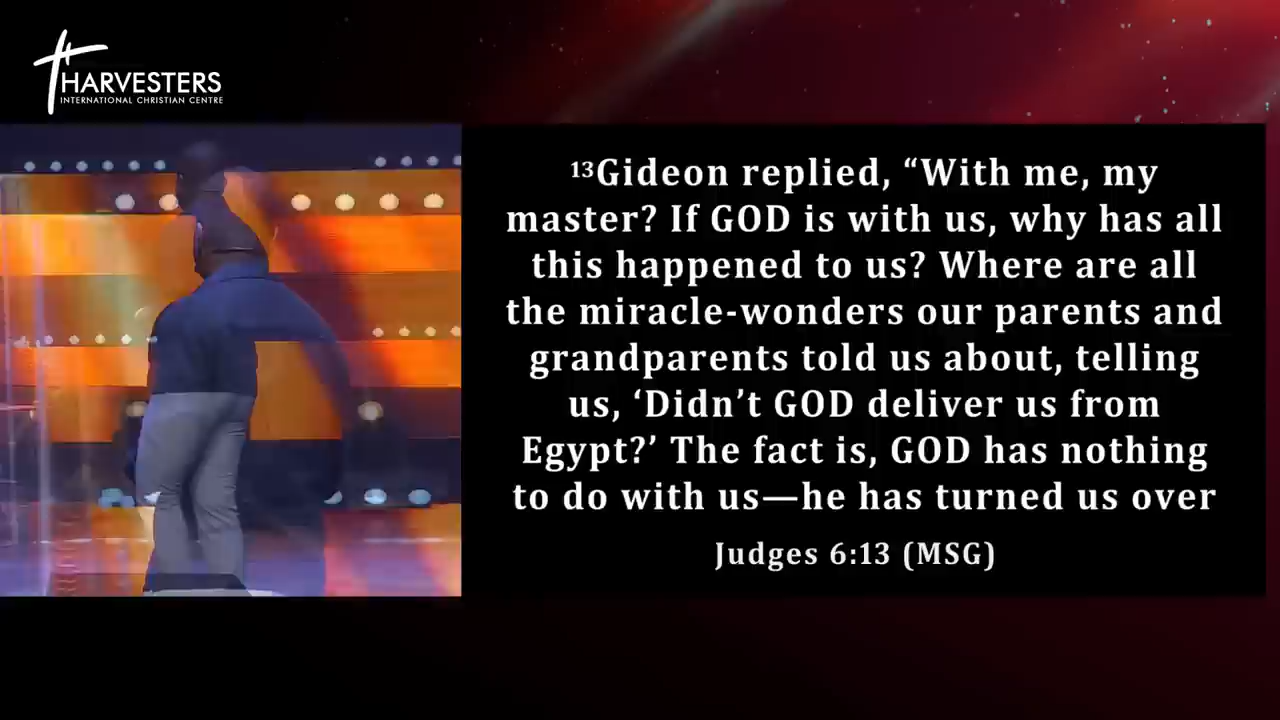 HARVESTERS
INTERNATIONAL CHRISTIAN CENTRE
¹³Gideon replied, “With me, my
master? If GOD is with us, why has all
this happened to us? Where are all
the miracle-wonders our parents and
grandparents told us about, telling
us, ‘Didn’t GOD deliver us from
Egypt?’ The fact is, GOD has nothing
to do with us—he has turned us over
Judges 6:13 (MSG)